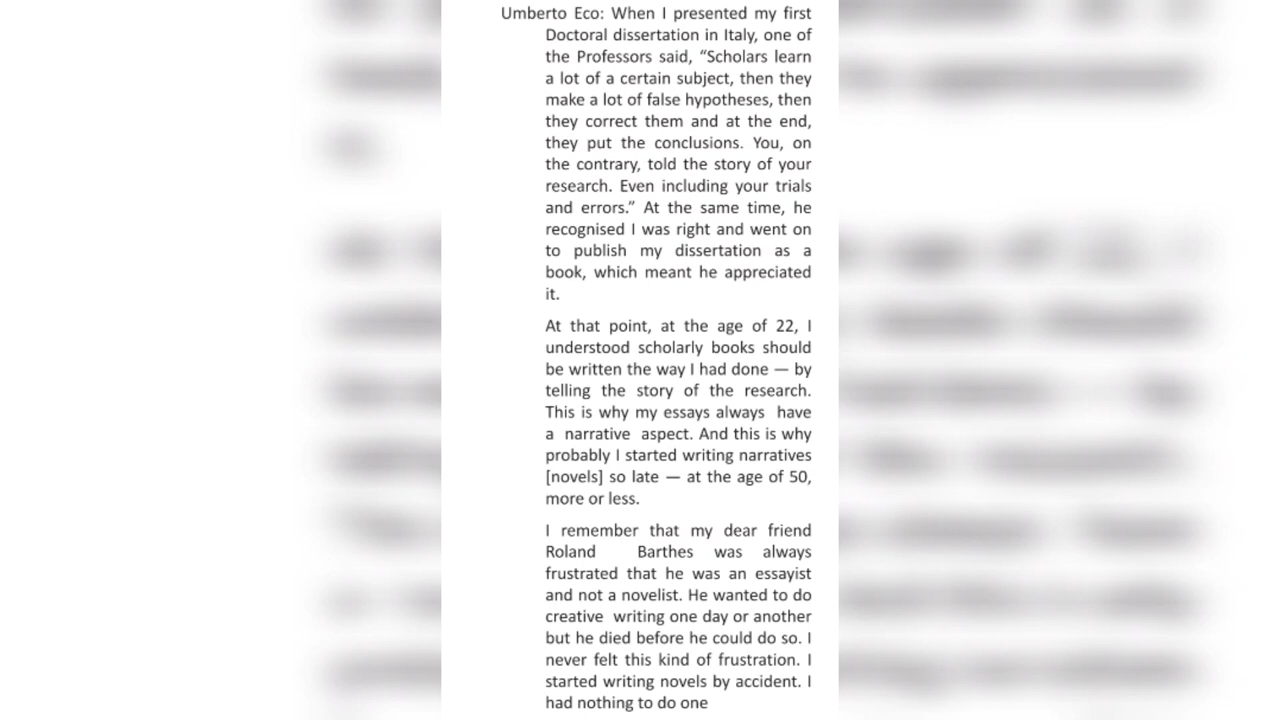 Umberto Eco: When I presented my first
Doctoral dissertation in Italy, one of
the Professors said, “Scholars learn
a lot of a certain subject, then they
make a lot of false hypotheses, then
they correct them and at the end,
they put the conclusions. You, on
the contrary, told the story of your
research. Even including your trials
and errors.” At the same time, he
recognised I was right and went on
to publish my dissertation as a
book, which meant he appreciated
it.
At that point, at the age of 22, I
understood scholarly books should
be written the way I had done — by
telling the story of the research.
This is why my essays always have
a narrative aspect. And this is why
probably I started writing narratives
[novels] so late — at the age of 50,
more or less.
I remember that my dear friend
Roland Barthes was always
frustrated that he was an essayist
and not a novelist. He wanted to do
creative writing one day or another
but he died before he could do so. I
never felt this kind of frustration. I
started writing novels by accident. I
had nothing to do one